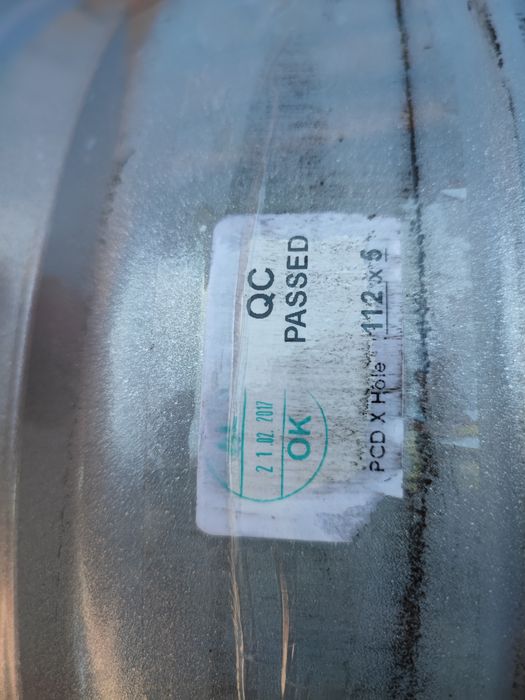 QC
PASSED
21.02.2017
OK
PCD X Hole 112 x 5